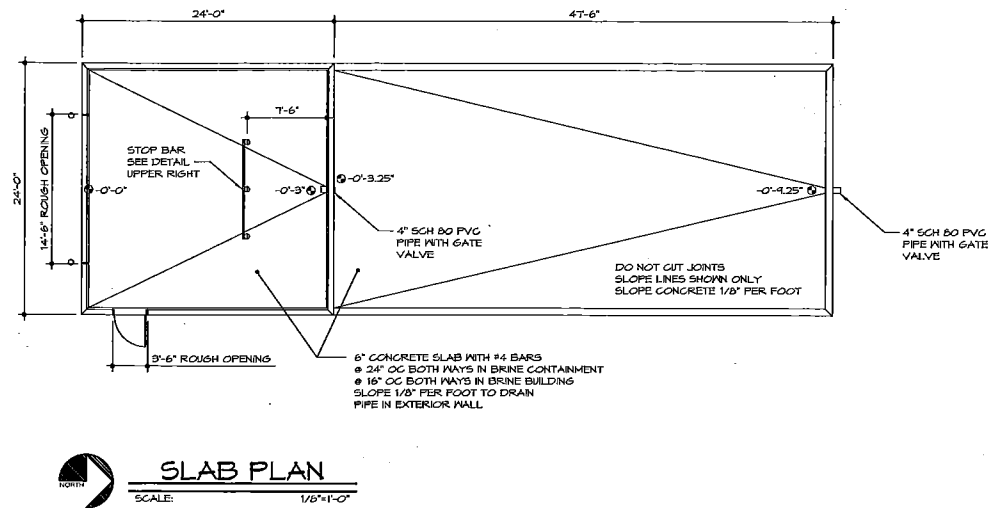 24'-0"
47'-6"
7'-6"
STOP BAR
SEE DETAIL
UPPER RIGHT
24'-0"
14'-6" ROUGH OPENING
-0'-0"
-0'-3"
-0'-3.25"
-0'-9.25"
4" SCH 80 PVC
PIPE WITH GATE
VALVE
4" SCH 80 PVC
PIPE WITH GATE
VALVE
DO NOT CUT JOINTS
SLOPE LINES SHOWN ONLY
SLOPE CONCRETE 1/8" PER FOOT
3'-6" ROUGH OPENING
6" CONCRETE SLAB WITH #4 BARS
@ 24" OC BOTH WAYS IN BRINE CONTAINMENT
@ 16" OC BOTH WAYS IN BRINE BUILDING
SLOPE 1/8" PER FOOT TO DRAIN
PIPE IN EXTERIOR WALL
NORTH
SLAB PLAN
SCALE: 1/8"=1'-0"